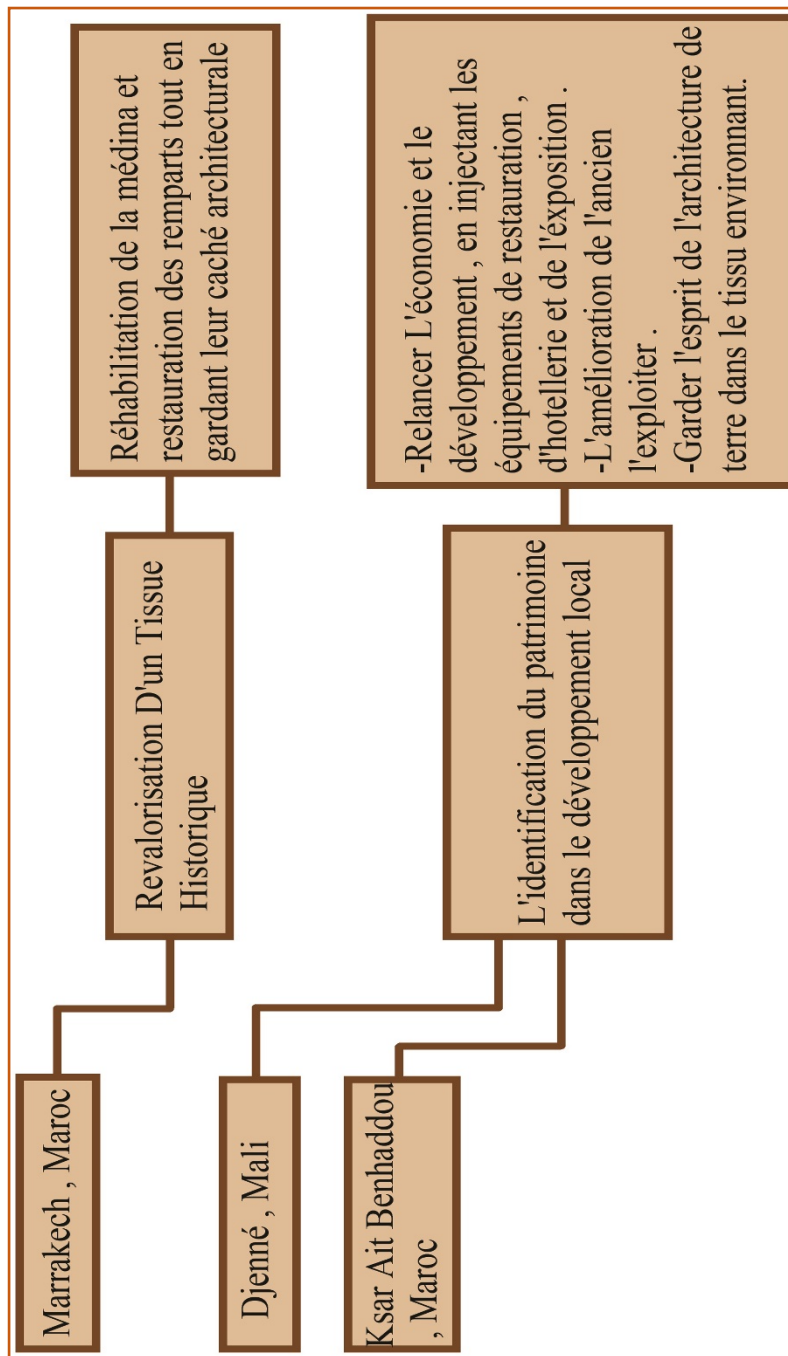 Marrakech , Maroc
Revalorisation D'un Tissue
Historique
Réhabilitation de la médina et
restauration des remparts tout en
gardant leur caché architecturale
Djenné , Mali
Ksar Ait Benhaddou
, Maroc
L'identification du patrimoine
dans le développement local
-Relancer L'économie et le
développement , en injectant les
équipements de restauration ,
d'hotellerie et de l'éxposition .
-L'amélioration de l'ancien
l'exploiter .
-Garder l'esprit de l'architecture de
terre dans le tissu environnant.